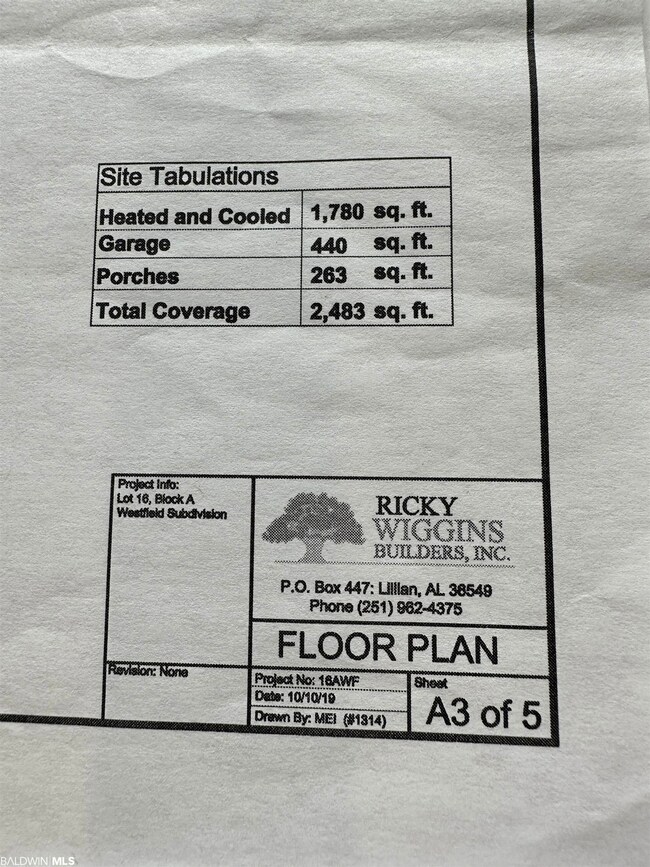 Site Tabulations
Heated and Cooled 1,780 sq. ft.
Garage 440 sq. ft.
Porches 263 sq. ft.
Total Coverage 2,483 sq. ft.
Project Info:
Lot 16, Block A
Westfield Subdivision
Revision: None
RICKY
WIGGINS
BUILDERS, INC.
P.O. Box 447: Lillian, AL 36549
Phone (251) 962-4375
FLOOR PLAN
Project No: 16AWF
Date: 10/10/19
Drawn By: MEI (#1314)
Sheet
A3 of 5
BALDWIN MLS